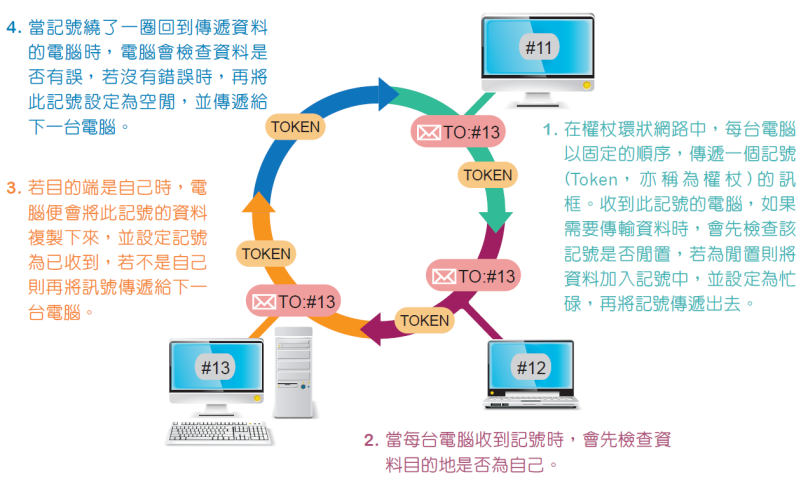 4. 當記號繞了一圈回到傳遞資料
的電腦時，電腦會檢查資料是
否有誤，若沒有錯誤時，再將
此記號設定為空閒，並傳遞給
下一台電腦。
#11
TOKEN
TO:#13
1. 在權杖環狀網路中，每台電腦
以固定的順序，傳遞一個記號
(Token，亦稱為權杖)的訊
框。收到此記號的電腦，如果
需要傳輸資料時，會先檢查該
記號是否閒置，若為閒置則將
資料加入記號中，並設定為忙
碌，再將記號傳遞出去。
TOKEN
3. 若目的端是自己時，電
腦便會將此記號的資料
複製下來，並設定記號
為已收到，若不是自己
則再將訊號傳遞給下一
台電腦。
TOKEN
TO:#13
TO:#13
TOKEN
#13
#12
2. 當每台電腦收到記號時，會先檢查資
料目的地是否為自己。